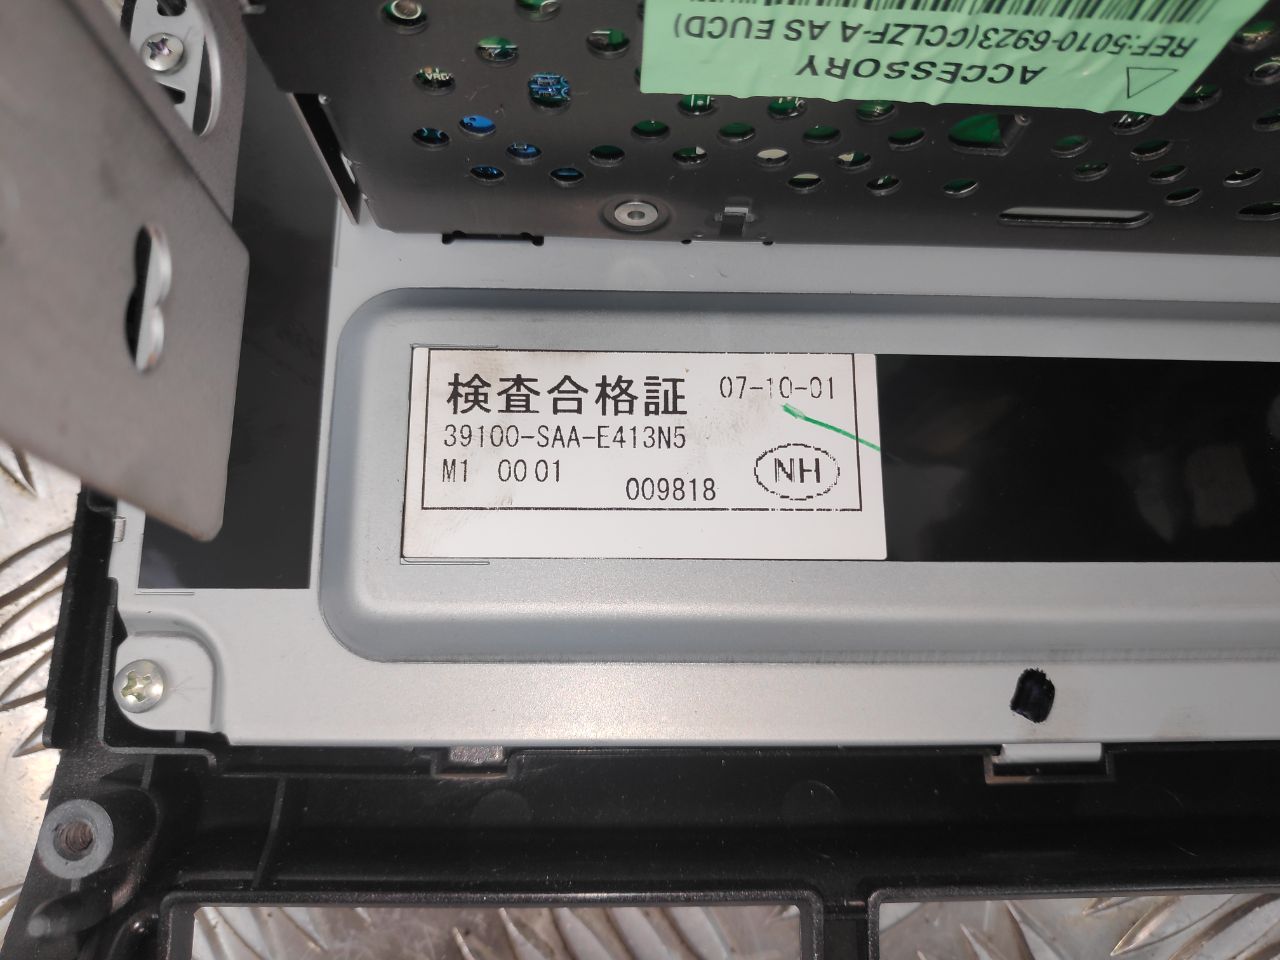 ACCESSORY
REF:5010-6923(CCLZF-A AS EUCD)
検査合格証 07-10-01
39100-SAA-E413N5
M1 0001
009818
NH